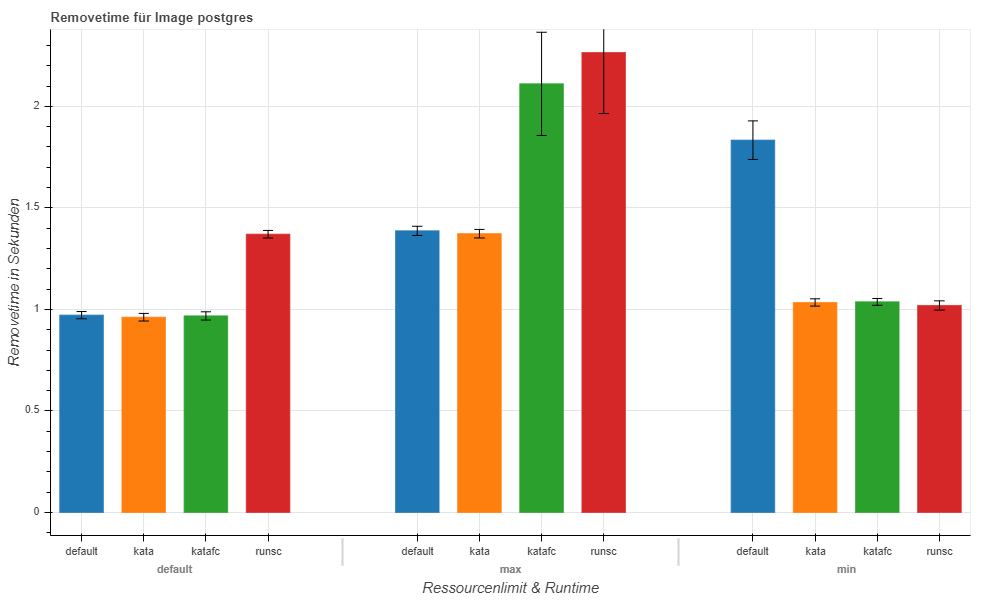 Removetime für Image postgres
Removetime in Sekunden
2
1.5
1
0.5
0
default kata katafc runsc default kata katafc runsc default kata katafc runsc
default max min
Ressourcenlimit & Runtime